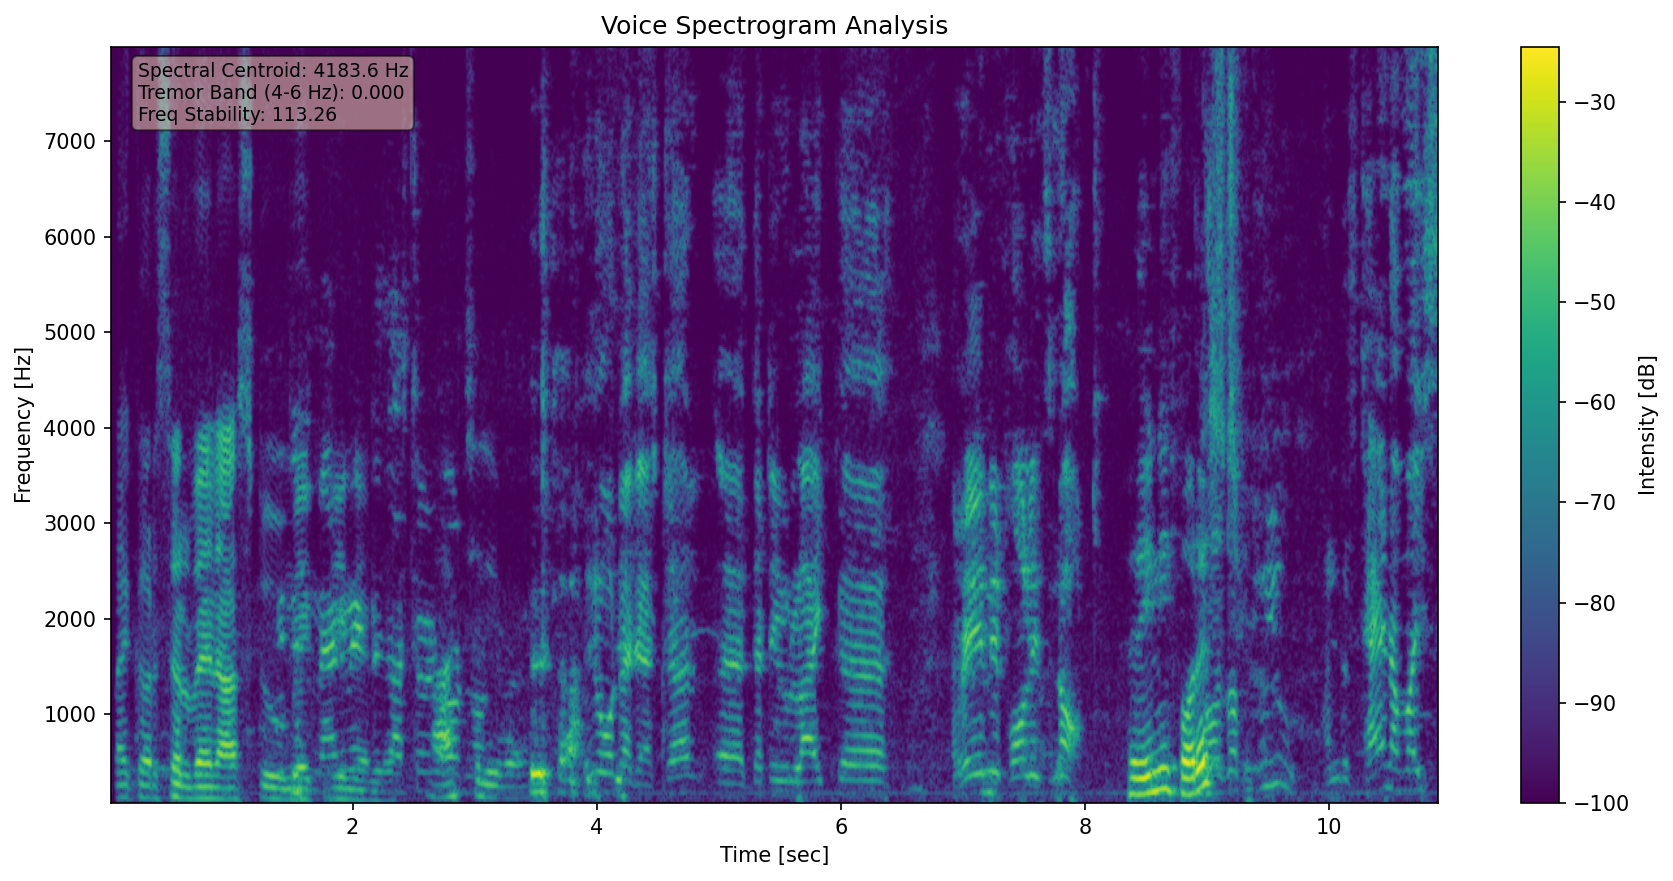 Voice Spectrogram Analysis
Spectral Centroid: 4183.6 Hz
Tremor Band (4-6 Hz): 0.000
Freq Stability: 113.26
7000
6000
5000
4000
3000
2000
1000
Frequency [Hz]
2
4
6
8
10
Time [sec]
−30
−40
−50
−60
−70
−80
−90
−100
Intensity [dB]